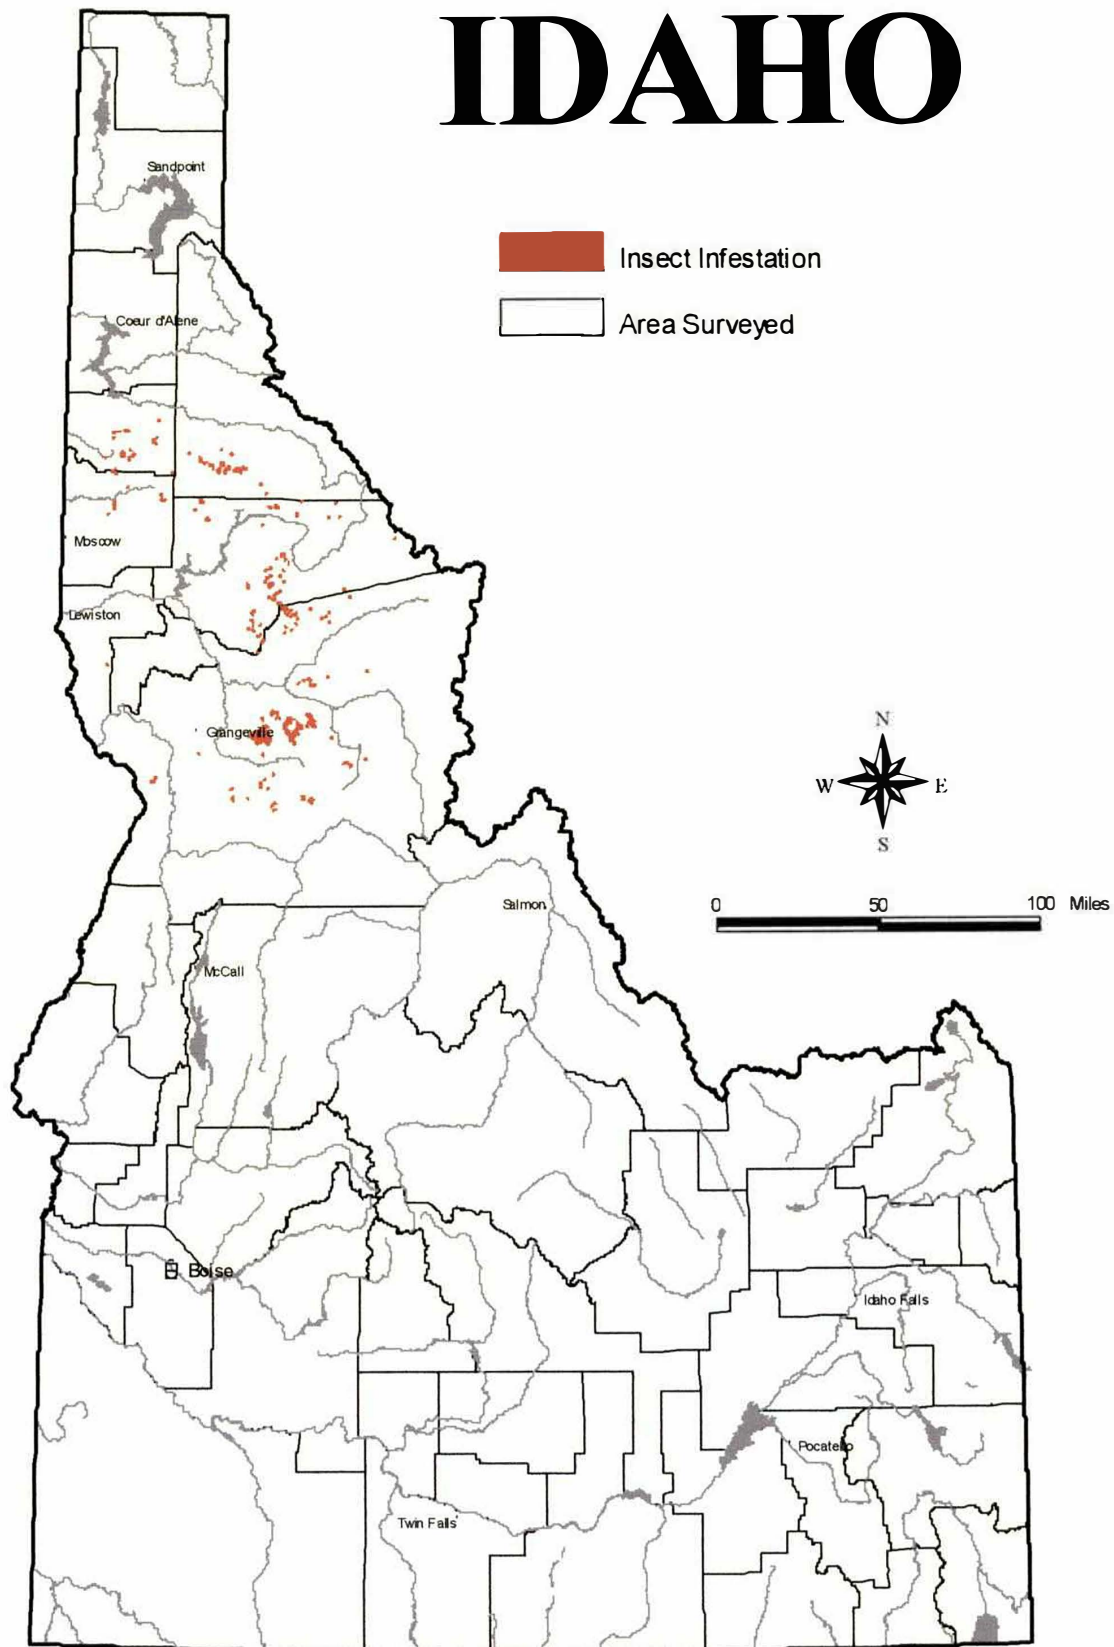 IDAHO
Sandpoint
Insect Infestation
Area Surveyed
Coeur d'Alene
Moscow
Lewiston
Grangeville
N
W E
S
Salmon
0 50 100 Miles
McCall
Boise
Idaho Falls
Pocatello
Twin Falls